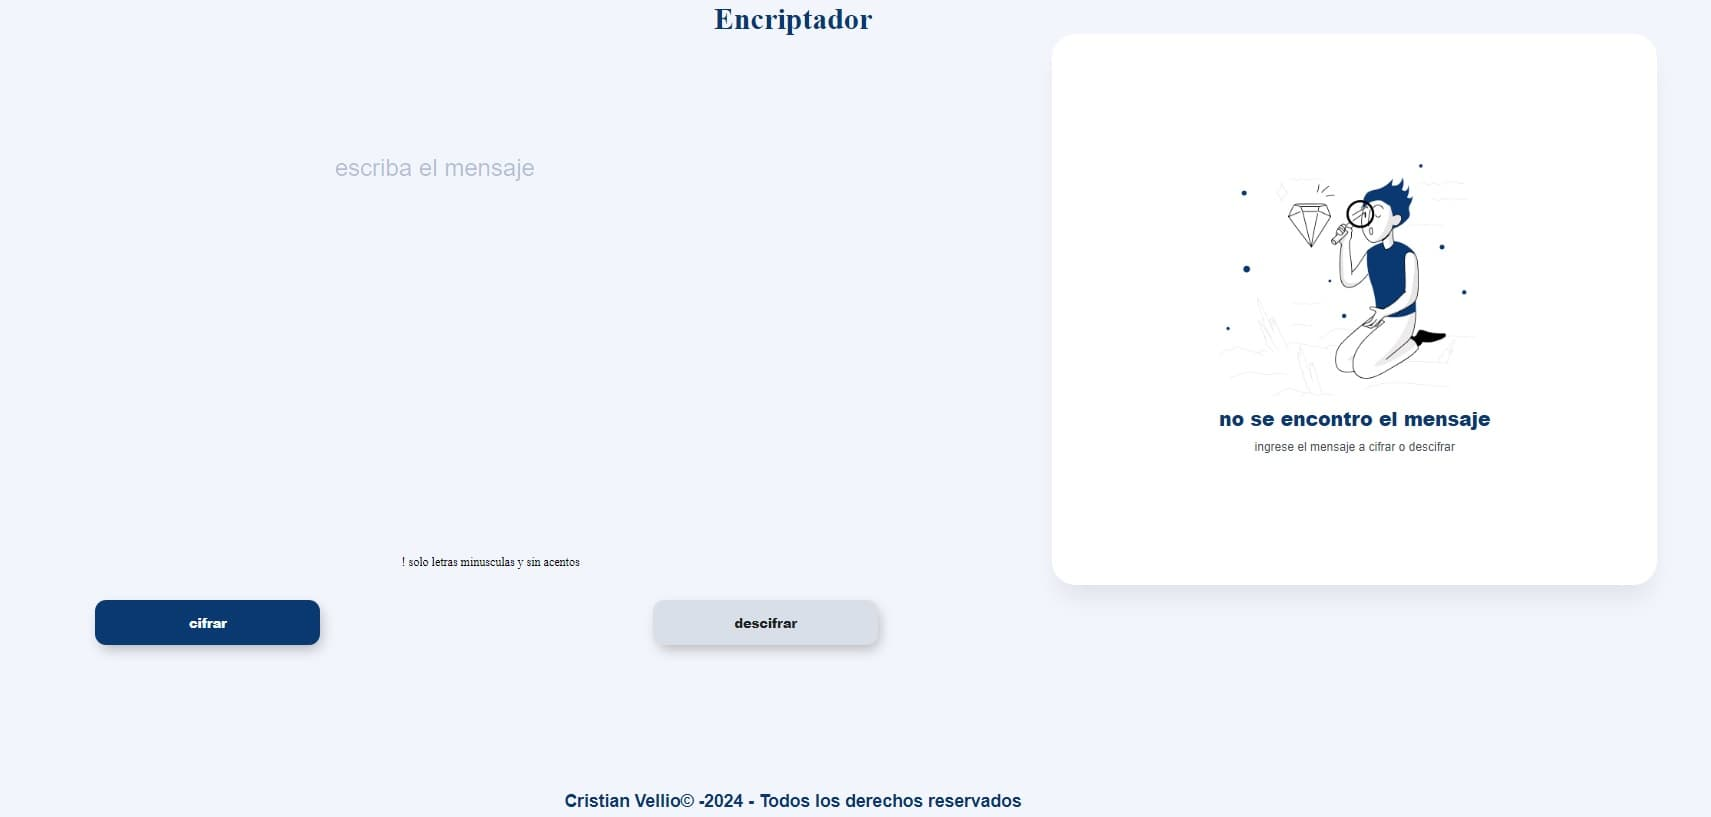 Encriptador
escriba el mensaje
no se encontro el mensaje
ingrese el mensaje a cifrar o descifrar
! solo letras minusculas y sin acentos
cifrar
descifrar
Cristian Vellio© -2024 - Todos los derechos reservados